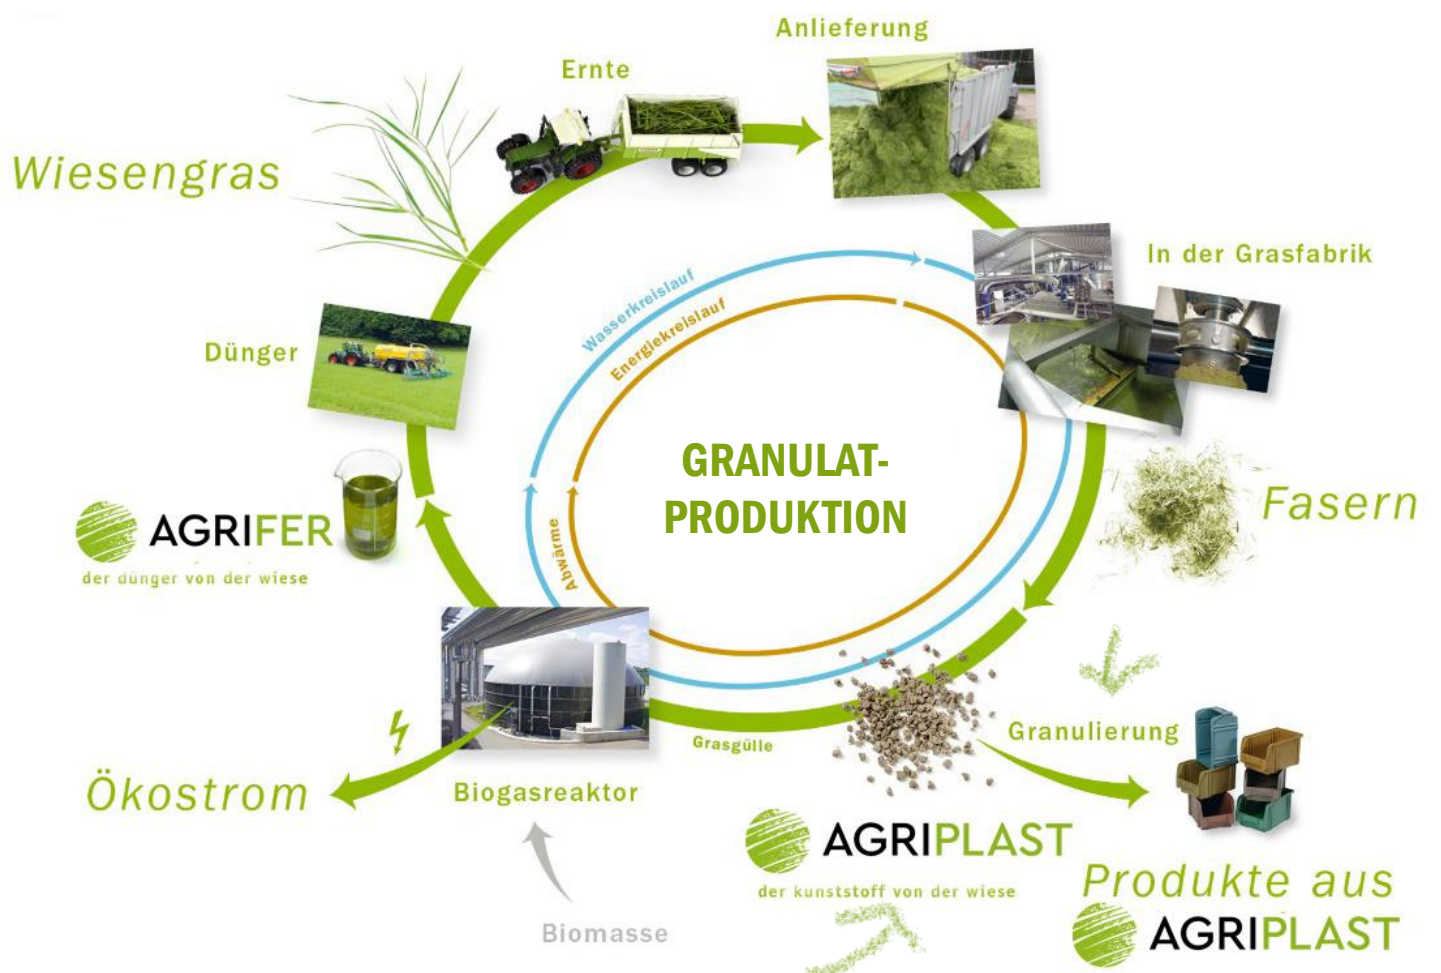 Anlieferung
Ernte
Wiesengras
In der Grasfabrik
Wasserkreislauf
Energiekreislauf
Dünger
GRANULAT-
PRODUKTION
Fasern
AGRIFER
der dünger von der wiese
Abwärme
Granulierung
Grasgülle
Ökostrom
Biogasreaktor
AGRIPLAST
der kunststoff von der wiese
Produkte aus
AGRIPLAST
Biomasse